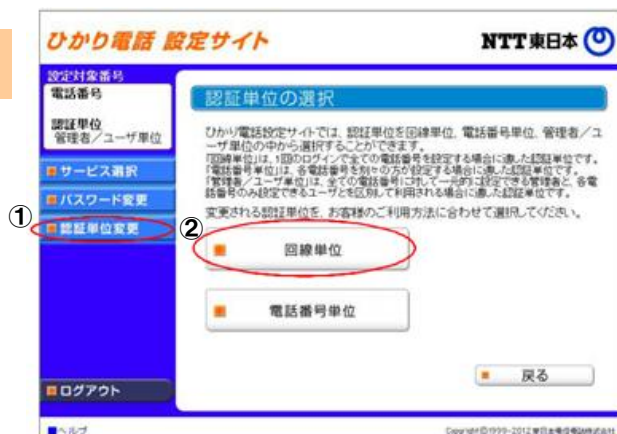 ひかり電話 設定サイト
NTT東日本
設定対象番号
電話番号
認証単位
管理者/ユーザ単位
サービス選択
パスワード変更
①
認証単位変更
ログアウト
ヘルプ
認証単位の選択
ひかり電話設定サイトでは、認証単位を回線単位、電話番号単位、管理者/ユ
ーザ単位の中から選択することができます。
「回線単位」は、1回のログインで全ての電話番号を設定する場合に適した認証単位です。
「電話番号単位」は、各電話番号を別々の方が設定する場合に適した認証単位です。
「管理者/ユーザ単位」は、全ての電話番号に対して一元的に設定できる管理者と、各電
話番号のみ設定できるユーザとを区別して利用される場合に適した認証単位です。
変更される認証単位を、お客様のご利用方法に合わせて選択してください。
②
回線単位
電話番号単位
戻る
Copyright©1999-2012 東日本電信電話株式会社